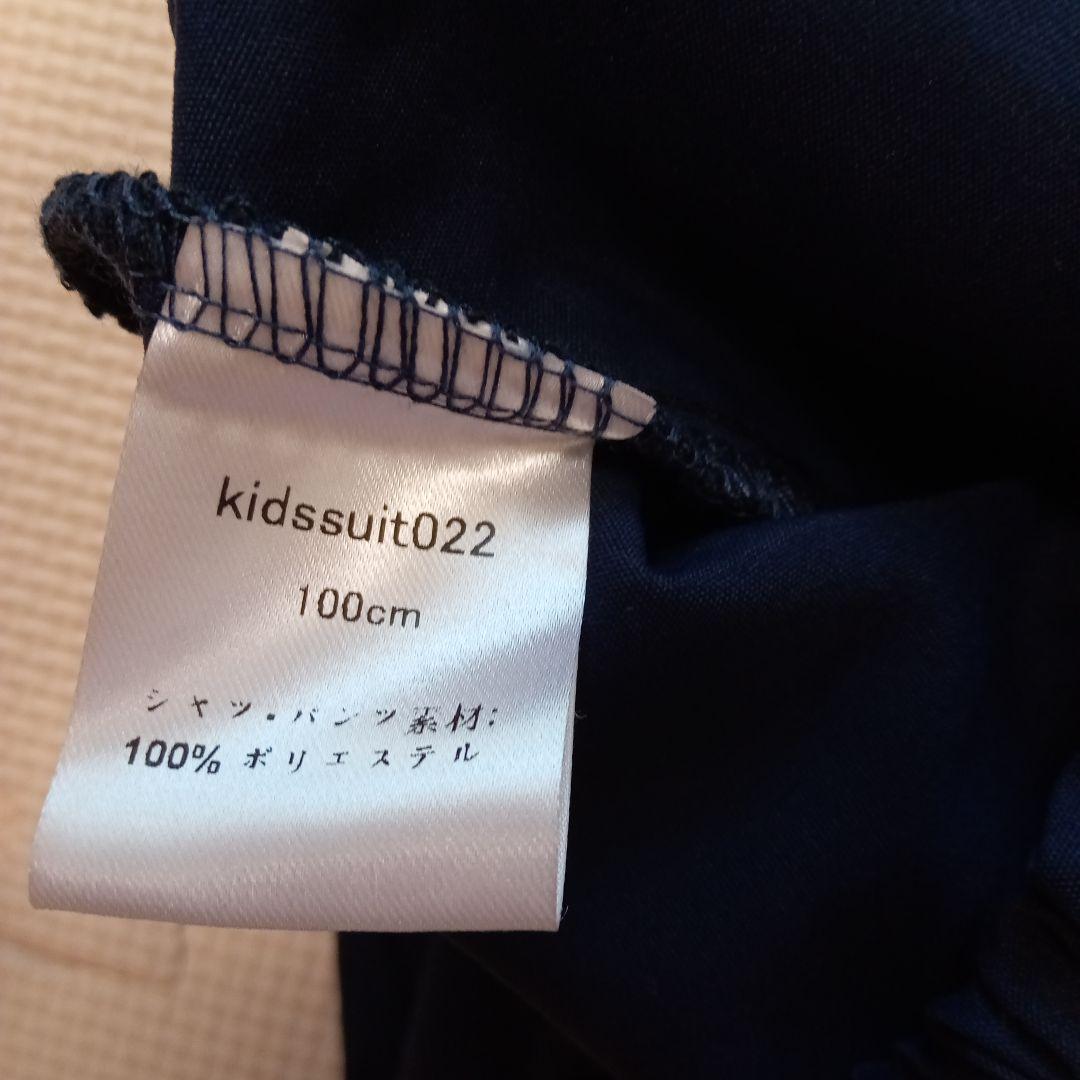 kidssuit022
100cm
シャツ・パンツ素材:
100% ポリエステル